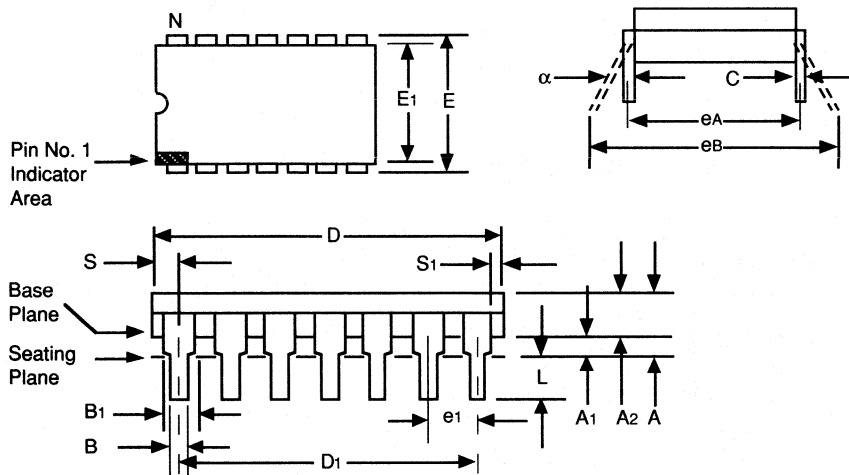 N
E1
E
Pin No. 1
Indicator
Area
α
C
eA
eB
D
S
S1
Base
Plane
Seating
Plane
L
B1
e1
A1
A2
A
B
D1